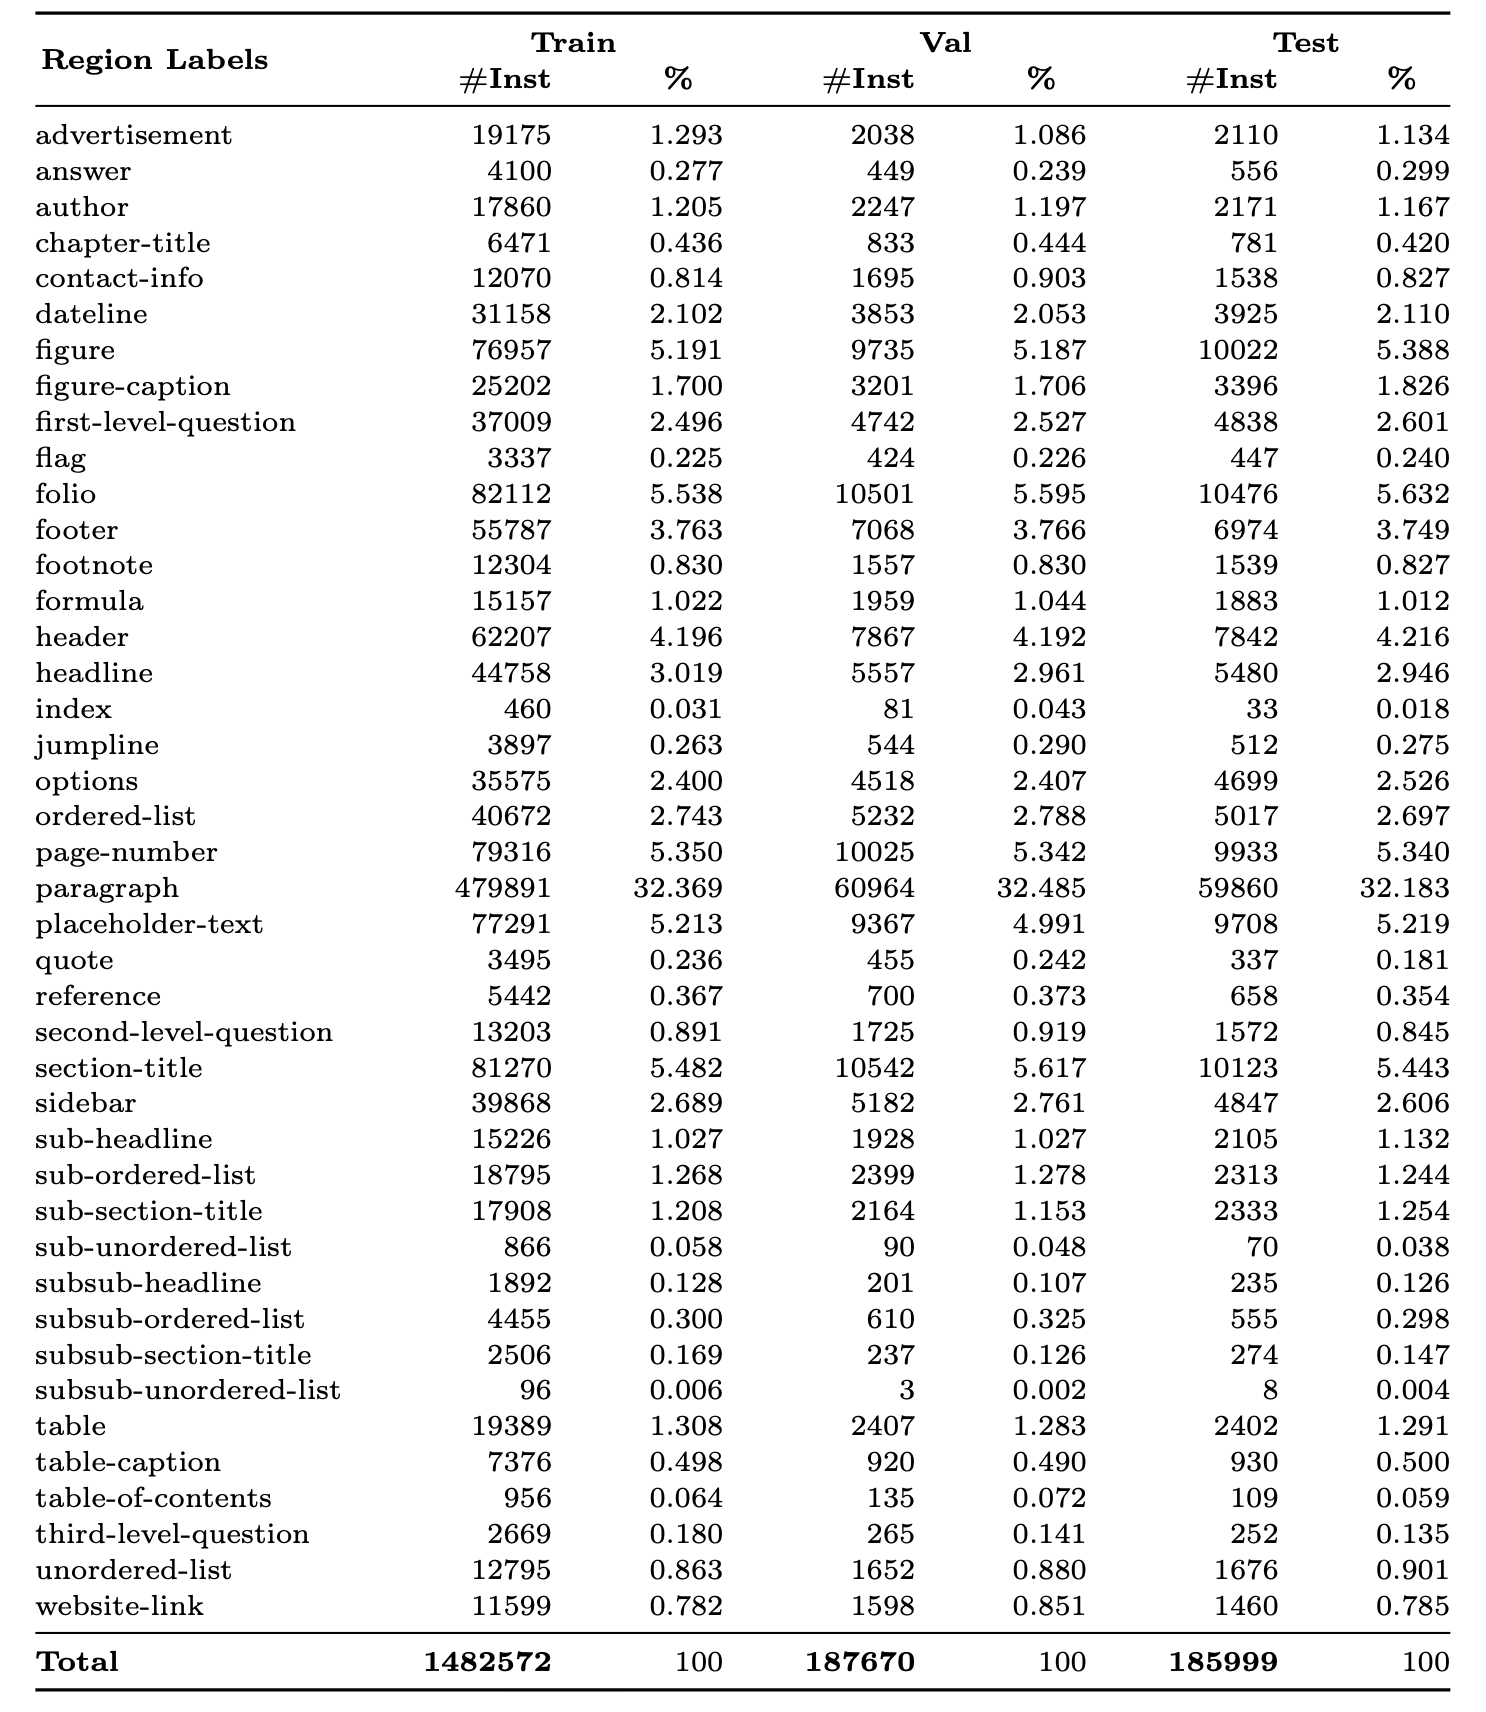 Region Labels Train Val Test
#Inst % #Inst % #Inst %
advertisement 19175 1.293 2038 1.086 2110 1.134
answer 4100 0.277 449 0.239 556 0.299
author 17860 1.205 2247 1.197 2171 1.167
chapter-title 6471 0.436 833 0.444 781 0.420
contact-info 12070 0.814 1695 0.903 1538 0.827
dateline 31158 2.102 3853 2.053 3925 2.110
figure 76957 5.191 9735 5.187 10022 5.388
figure-caption 25202 1.700 3201 1.706 3396 1.826
first-level-question 37009 2.496 4742 2.527 4838 2.601
flag 3337 0.225 424 0.226 447 0.240
folio 82112 5.538 10501 5.595 10476 5.632
footer 55787 3.763 7068 3.766 6974 3.749
footnote 12304 0.830 1557 0.830 1539 0.827
formula 15157 1.022 1959 1.044 1883 1.012
header 62207 4.196 7867 4.192 7842 4.216
headline 44758 3.019 5557 2.961 5480 2.946
index 460 0.031 81 0.043 33 0.018
jumpline 3897 0.263 544 0.290 512 0.275
options 35575 2.400 4518 2.407 4699 2.526
ordered-list 40672 2.743 5232 2.788 5017 2.697
page-number 79316 5.350 10025 5.342 9933 5.340
paragraph 479891 32.369 60964 32.485 59860 32.183
placeholder-text 77291 5.213 9367 4.991 9708 5.219
quote 3495 0.236 455 0.242 337 0.181
reference 5442 0.367 700 0.373 658 0.354
second-level-question 13203 0.891 1725 0.919 1572 0.845
section-title 81270 5.482 10542 5.617 10123 5.443
sidebar 39868 2.689 5182 2.761 4847 2.606
sub-headline 15226 1.027 1928 1.027 2105 1.132
sub-ordered-list 18795 1.268 2399 1.278 2313 1.244
sub-section-title 17908 1.208 2164 1.153 2333 1.254
sub-unordered-list 866 0.058 90 0.048 70 0.038
subsub-headline 1892 0.128 201 0.107 235 0.126
subsub-ordered-list 4455 0.300 610 0.325 555 0.298
subsub-section-title 2506 0.169 237 0.126 274 0.147
subsub-unordered-list 96 0.006 3 0.002 8 0.004
table 19389 1.308 2407 1.283 2402 1.291
table-caption 7376 0.498 920 0.490 930 0.500
table-of-contents 956 0.064 135 0.072 109 0.059
third-level-question 2669 0.180 265 0.141 252 0.135
unordered-list 12795 0.863 1652 0.880 1676 0.901
website-link 11599 0.782 1598 0.851 1460 0.785
Total 1482572 100 187670 100 185999 100